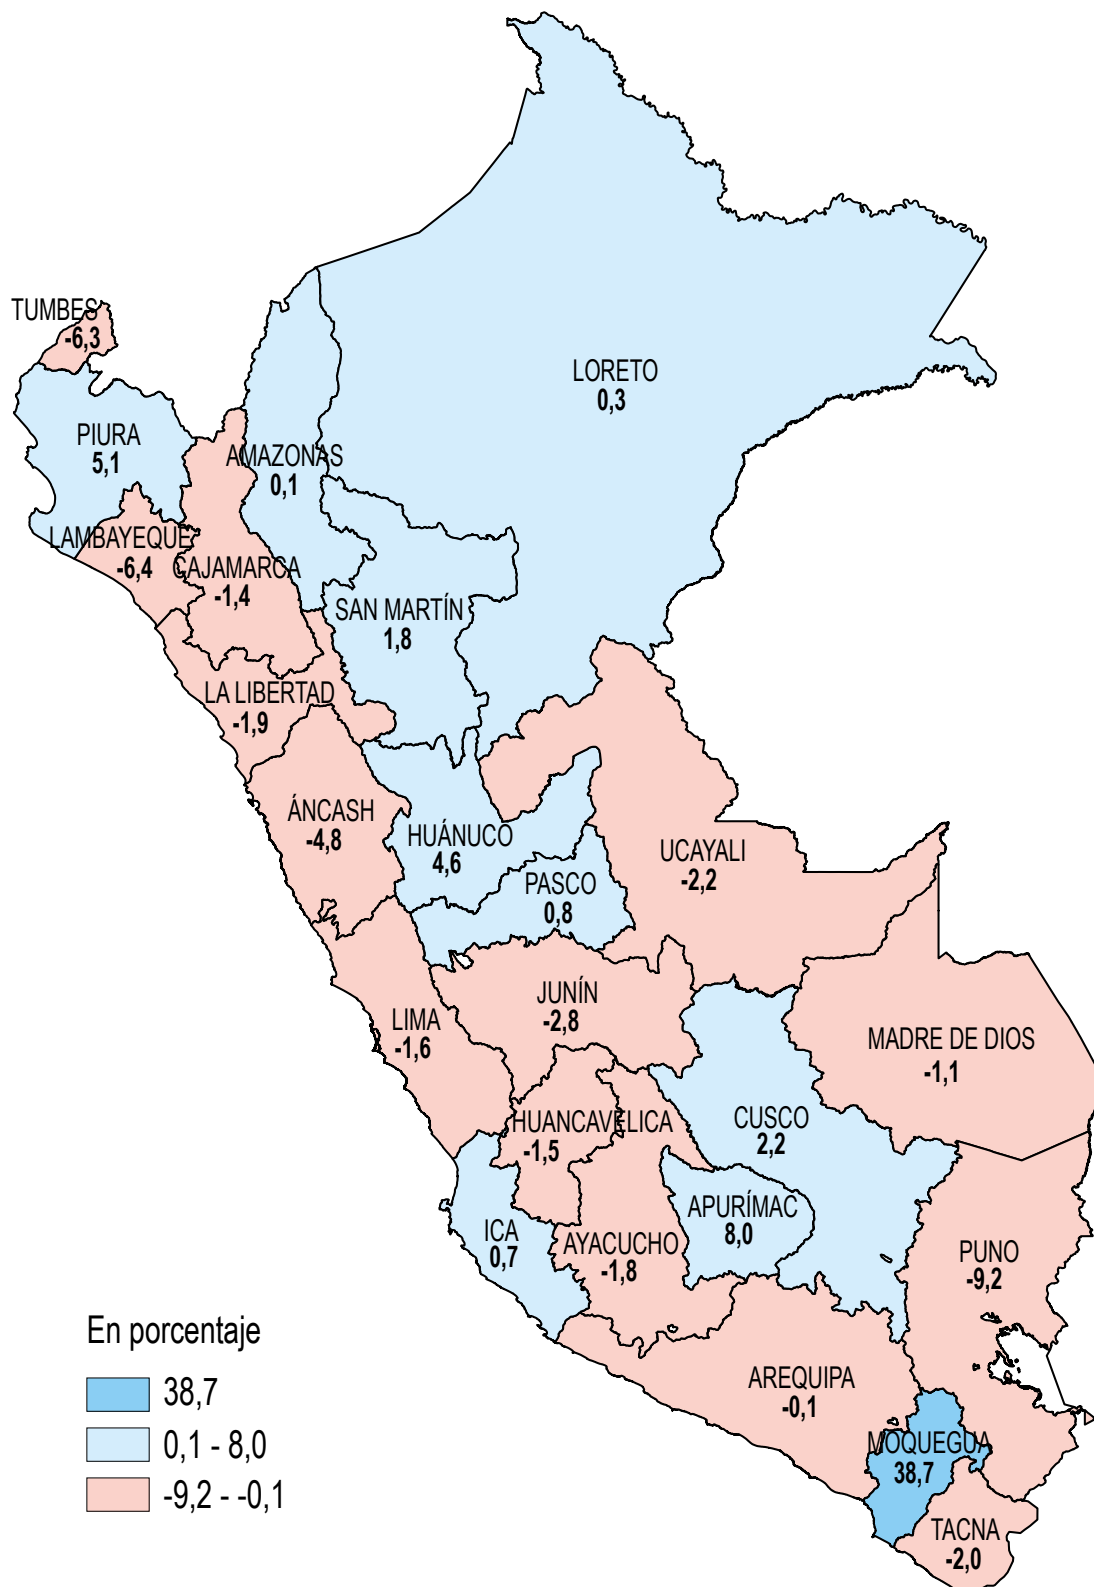 TUMBES
-6,3
LORETO
0,3
PIURA
5,1
AMAZONAS
0,1
LAMBAYEQUE
-6,4
CAJAMARCA
-1,4
SAN MARTÍN
1,8
LA LIBERTAD
-1,9
ÁNCASH
-4,8
HUÁNUCO
4,6
UCAYALI
-2,2
PASCO
0,8
JUNÍN
-2,8
LIMA
-1,6
MADRE DE DIOS
-1,1
HUANCAVELICA
-1,5
CUSCO
2,2
APURÍMAC
8,0
ICA
0,7
AYACUCHO
-1,8
PUNO
-9,2
AREQUIPA
-0,1
MOQUEGUA
38,7
TACNA
-2,0
En porcentaje
38,7
0,1 - 8,0
-9,2 - -0,1